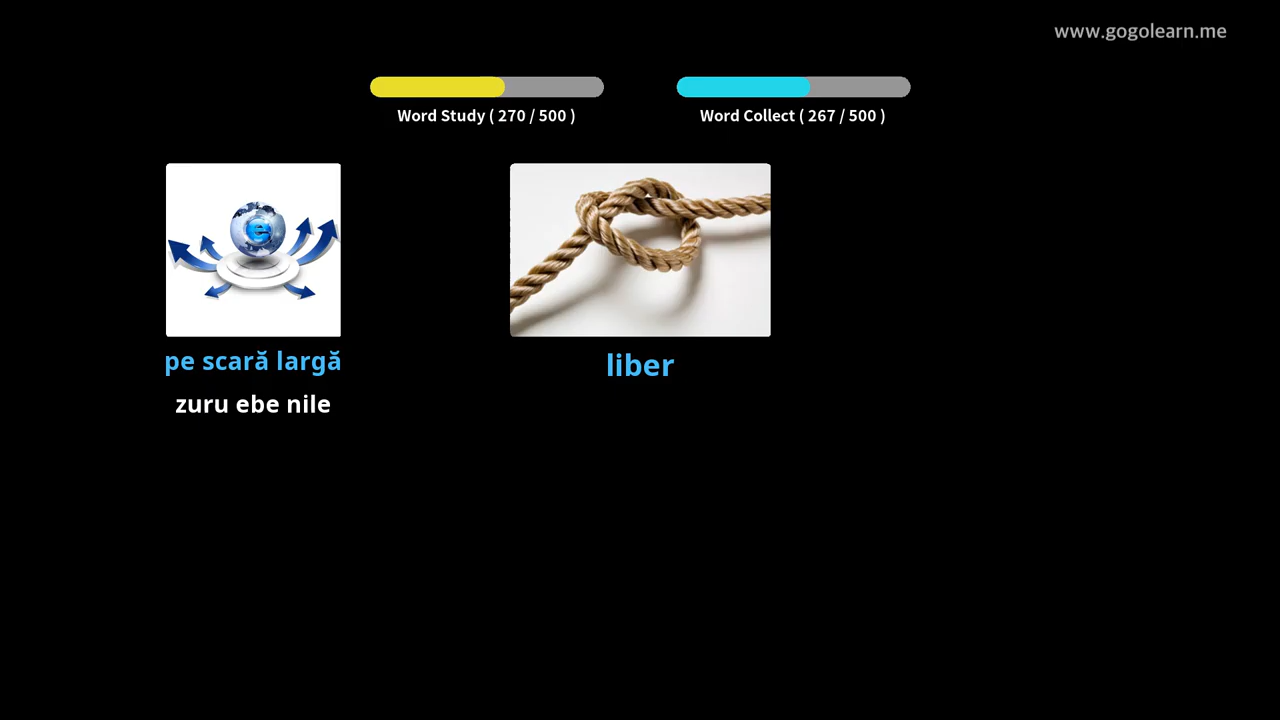 www.gogolearn.me
Word Study ( 270 / 500 )
Word Collect ( 267 / 500 )
e
pe scară largă
liber
zuru ebe nile